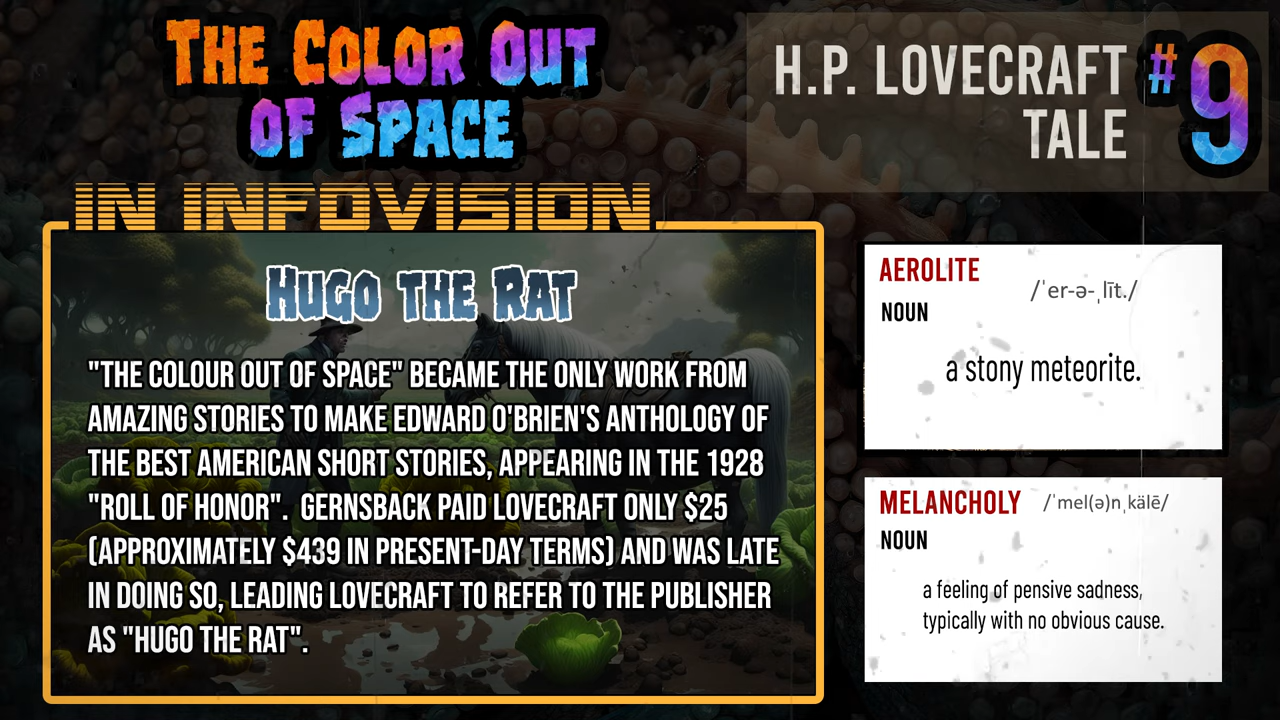 THE COLOR OUT
OF SPACE
H.P. LOVECRAFT
TALE
#9
IN INFOVISION
HUGO THE RAT
"THE COLOUR OUT OF SPACE" BECAME THE ONLY WORK FROM
AMAZING STORIES TO MAKE EDWARD O'BRIEN'S ANTHOLOGY OF
THE BEST AMERICAN SHORT STORIES, APPEARING IN THE 1928
"ROLL OF HONOR". GERNSBACK PAID LOVECRAFT ONLY $25
(APPROXIMATELY $439 IN PRESENT-DAY TERMS) AND WAS LATE
IN DOING SO, LEADING LOVECRAFT TO REFER TO THE PUBLISHER
AS "HUGO THE RAT".
AEROLITE
/ˈer-ə-ˌlīt./
NOUN
a stony meteorite.
MELANCHOLY /ˈmel(ə)nˌkälē/
NOUN
a feeling of pensive sadness,
typically with no obvious cause.